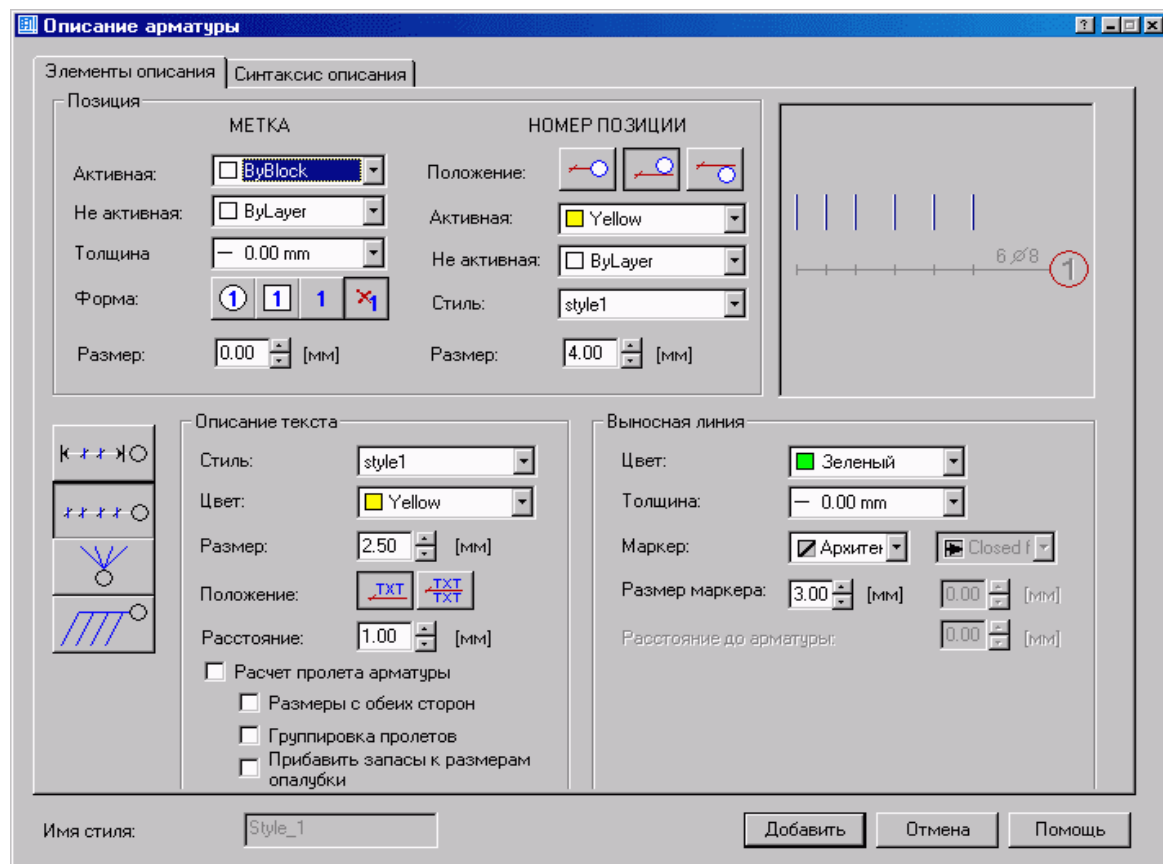 Описание арматуры
Элементы описания
Синтаксис описания
Позиция
МЕТКА
НОМЕР ПОЗИЦИИ
Активная:
ByBlock
Положение:
Не активная:
ByLayer
Активная:
Yellow
Толщина
0.00 mm
Не активная:
ByLayer
Форма:
1
1
1
1
Стиль:
style1
Размер:
0.00
[мм]
Размер:
4.00
[мм]
6⌀8
1
Описание текста
Стиль:
style1
Цвет:
Yellow
Размер:
2.50
[мм]
Положение:
TXT
TXT
TXT
Расстояние:
1.00
[мм]
Расчет пролета арматуры
Размеры с обеих сторон
Группировка пролетов
Прибавить запасы к размерам
опалубки
Выносная линия
Цвет:
Зеленый
Толщина:
0.00 mm
Маркер:
Архитек
Closed f
Размер маркера:
3.00
[мм]
0.00
[мм]
Расстояние до арматуры:
0.00
[мм]
Имя стиля:
Style_1
Добавить
Отмена
Помощь